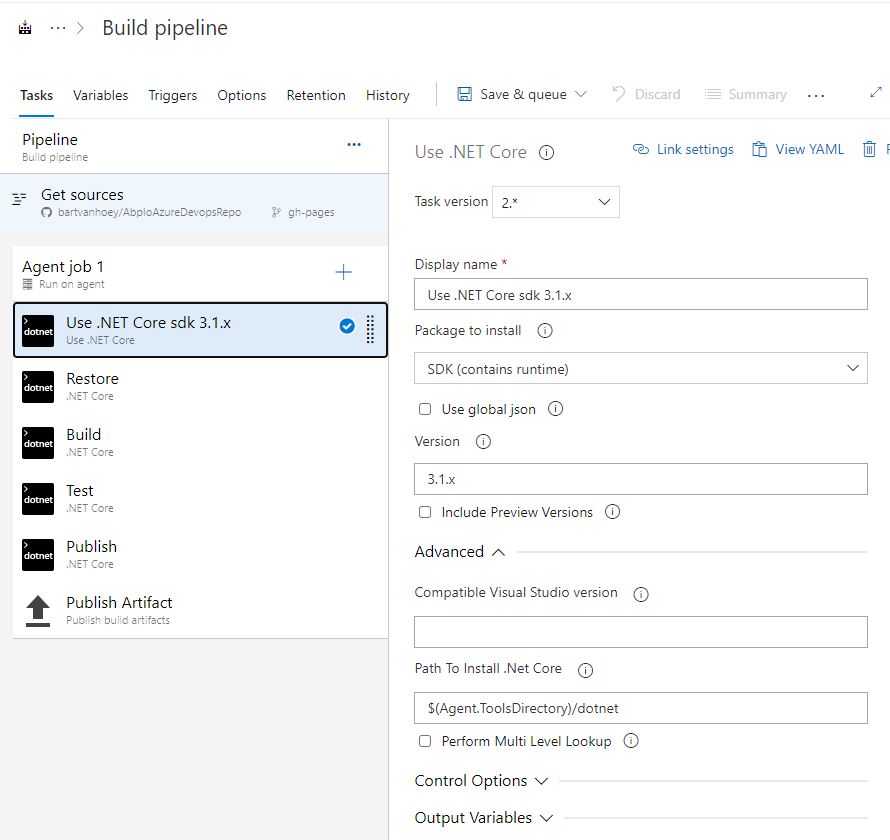 ··· > Build pipeline
Tasks Variables Triggers Options Retention History Save & queue Discard Summary ···
Pipeline ···
Build pipeline
Get sources
bartvanhoey/AbpIoAzureDevopsRepo gh-pages
Agent job 1 +
Run on agent
dotnet Use .NET Core sdk 3.1.x
Use .NET Core
dotnet Restore
.NET Core
dotnet Build
.NET Core
dotnet Test
.NET Core
dotnet Publish
.NET Core
Publish Artifact
Publish build artifacts
Use .NET Core Link settings View YAML
Task version 2.*
Display name *
Use .NET Core sdk 3.1.x
Package to install
SDK (contains runtime)
Use global json
Version
3.1.x
Include Preview Versions
Advanced
Compatible Visual Studio version
Path To Install .Net Core
$(Agent.ToolsDirectory)/dotnet
Perform Multi Level Lookup
Control Options
Output Variables